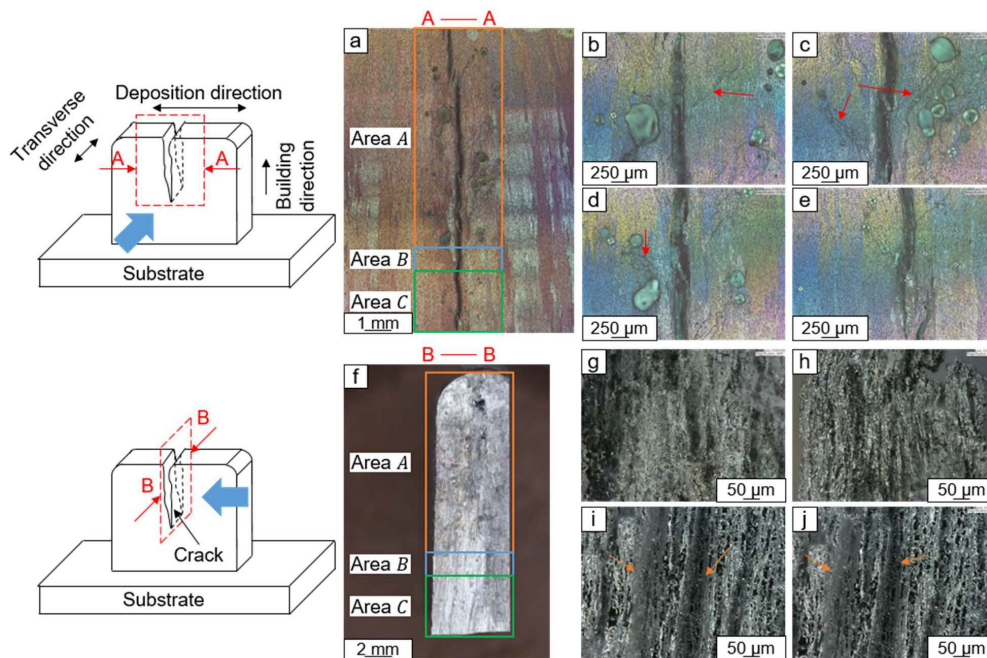 Deposition direction
Transverse
direction
A
A
Building
direction
Substrate
A A
a
Area A
Area B
Area C
1 mm
b
250 µm
c
250 µm
d
250 µm
e
250 µm
B
B
Crack
Substrate
B B
f
Area A
Area B
Area C
2 mm
g
50 µm
h
50 µm
i
50 µm
j
50 µm